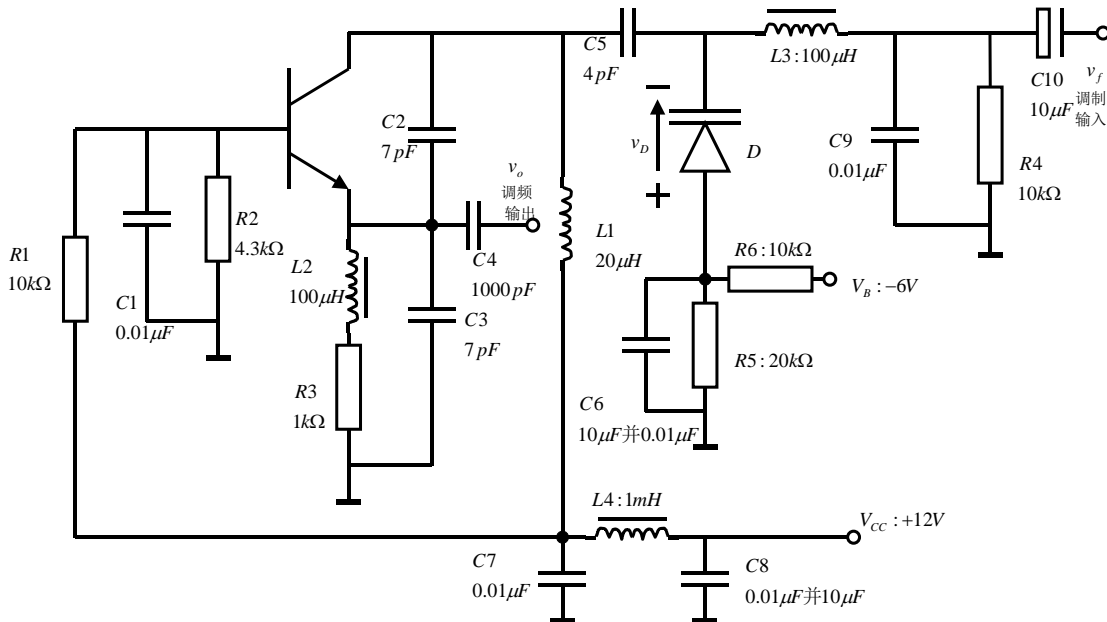 C5
4pF
L3:100μH
C10
10μF
v_f
调制
输入
C2
7pF
v_D
D
C9
0.01μF
R4
10kΩ
v_o
调频
输出
R2
4.3kΩ
R1
10kΩ
L2
100μH
C4
1000pF
L1
20μH
R6:10kΩ
V_B:-6V
C1
0.01μF
C3
7pF
R5:20kΩ
R3
1kΩ
C6
10μF并0.01μF
L4:1mH
V_CC:+12V
C7
0.01μF
C8
0.01μF并10μF